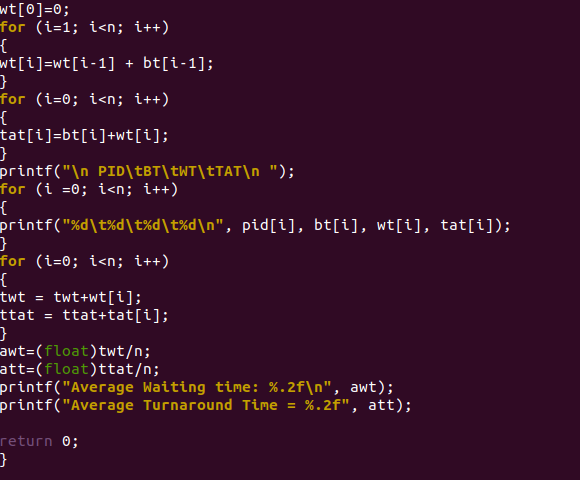 wt[0]=0;
for (i=1; i<n; i++)
{
wt[i]=wt[i-1] + bt[i-1];
}
for (i=0; i<n; i++)
{
tat[i]=bt[i]+wt[i];
}
printf("\n PID\tBT\tWT\tTAT\n ");
for (i =0; i<n; i++)
{
printf("%d\t%d\t%d\t%d\n", pid[i], bt[i], wt[i], tat[i]);
}
for (i=0; i<n; i++)
{
twt = twt+wt[i];
ttat = ttat+tat[i];
}
awt=(float)twt/n;
att=(float)ttat/n;
printf("Average Waiting time: %.2f\n", awt);
printf("Average Turnaround Time = %.2f", att);
return 0;
}